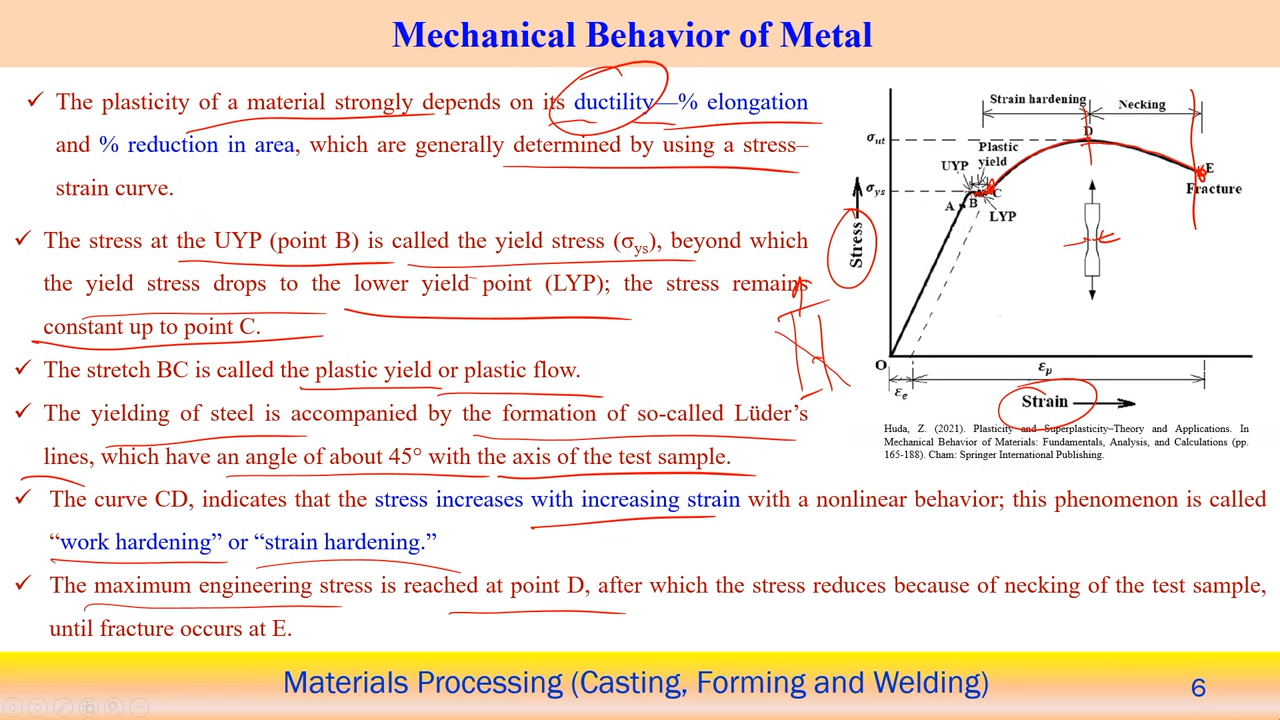 Mechanical Behavior of Metal
✓ The plasticity of a material strongly depends on its ductility—% elongation
and % reduction in area, which are generally determined by using a stress–
strain curve.
✓ The stress at the UYP (point B) is called the yield stress (σys), beyond which
the yield stress drops to the lower yield point (LYP); the stress remains
constant up to point C.
✓ The stretch BC is called the plastic yield or plastic flow.
✓ The yielding of steel is accompanied by the formation of so-called Lüder’s
lines, which have an angle of about 45° with the axis of the test sample.
✓ The curve CD, indicates that the stress increases with increasing strain with a nonlinear behavior; this phenomenon is called
“work hardening” or “strain hardening.”
✓ The maximum engineering stress is reached at point D, after which the stress reduces because of necking of the test sample,
until fracture occurs at E.
Strain hardening
Necking
D
σut
Plastic
yield
UYP
E
Fracture
σys
C
A
B
LYP
Stress
O
εp
εe
Strain
Huda, Z. (2021). Plasticity and Superplasticity–Theory and Applications. In
Mechanical Behavior of Materials: Fundamentals, Analysis, and Calculations (pp.
165-188). Cham: Springer International Publishing.
Materials Processing (Casting, Forming and Welding)
6